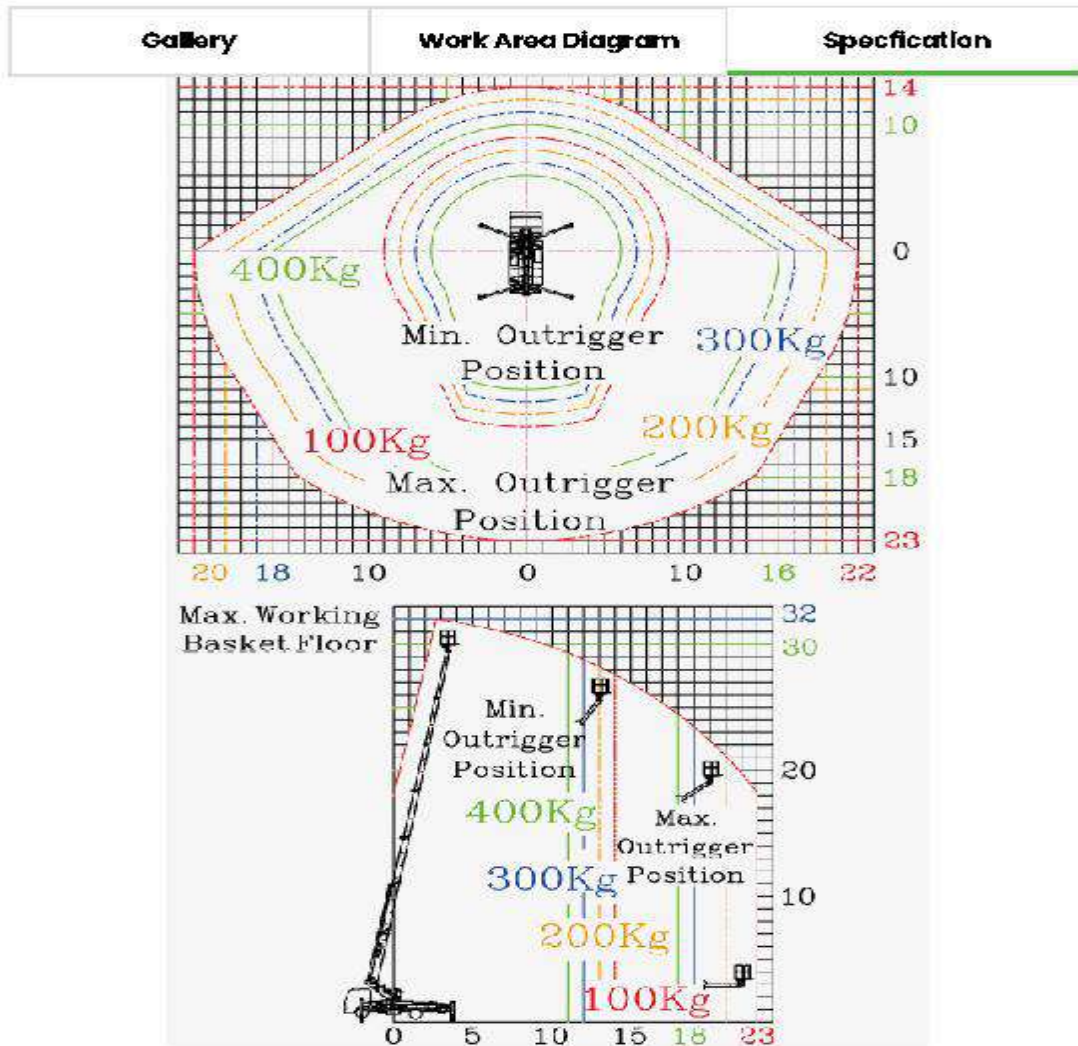 Gallery Work Area Diagram Specfication
14
10
0
400Kg
Min. Outrigger
Position
300Kg
10
100Kg
200Kg
15
Max. Outrigger
Position
18
23
20 18 10 0 10 16 22
Max. Working
Basket Floor
32
30
Min.
Outrigger
Position
20
400Kg
Max.
Outrigger
Position
300Kg
10
200Kg
100Kg
0 5 10 15 18 23